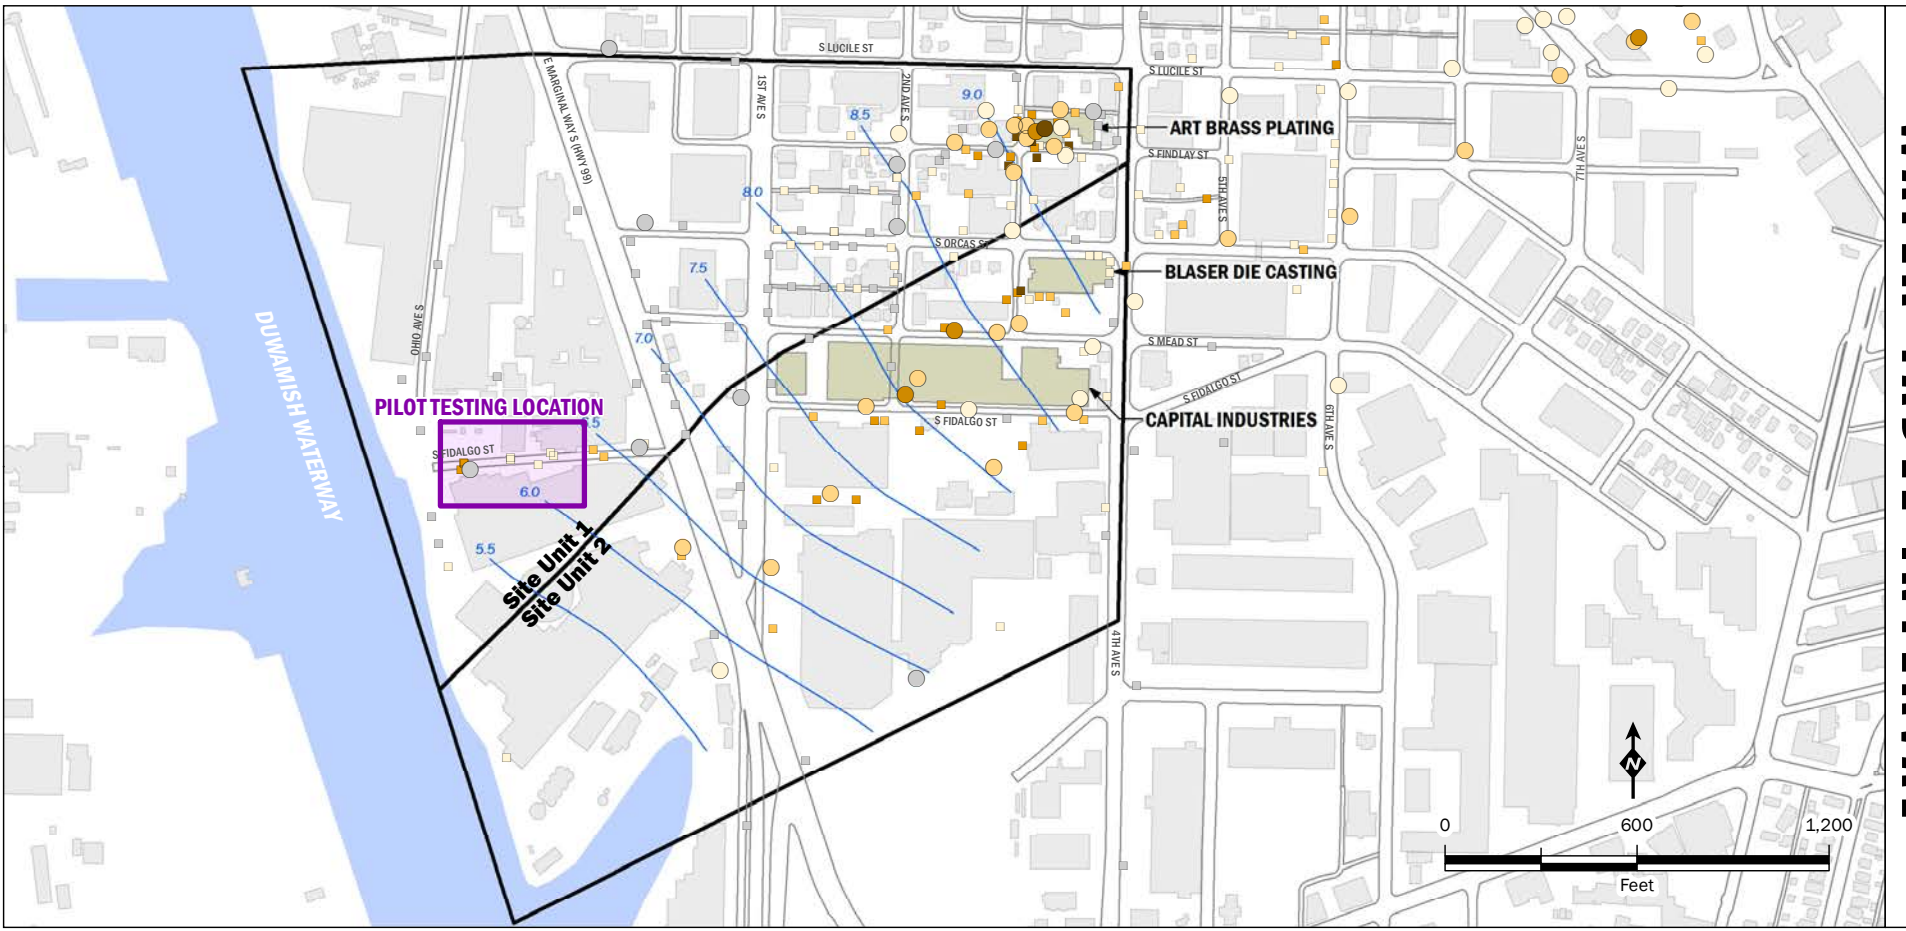 S LUCILE ST
S LUCILE ST
E MARGINAL WAY S (HWY 99)
1ST AVE S
2ND AVE S
9.0
8.5
ART BRASS PLATING
S FINDLAY ST
7TH AVE S
8.0
5TH AVE S
S ORCAS ST
7.5
BLASER DIE CASTING
OHIO AVE S
DUWAMISH WATERWAY
7.0
S MEAD ST
S FIDALGO ST
PILOT TESTING LOCATION
.5
S FIDALGO ST
CAPITAL INDUSTRIES
6TH AVE S
S FIDALGO ST
6.0
5.5
Site Unit 1
Site Unit 2
4TH AVE S
N
0 600 1,200
Feet